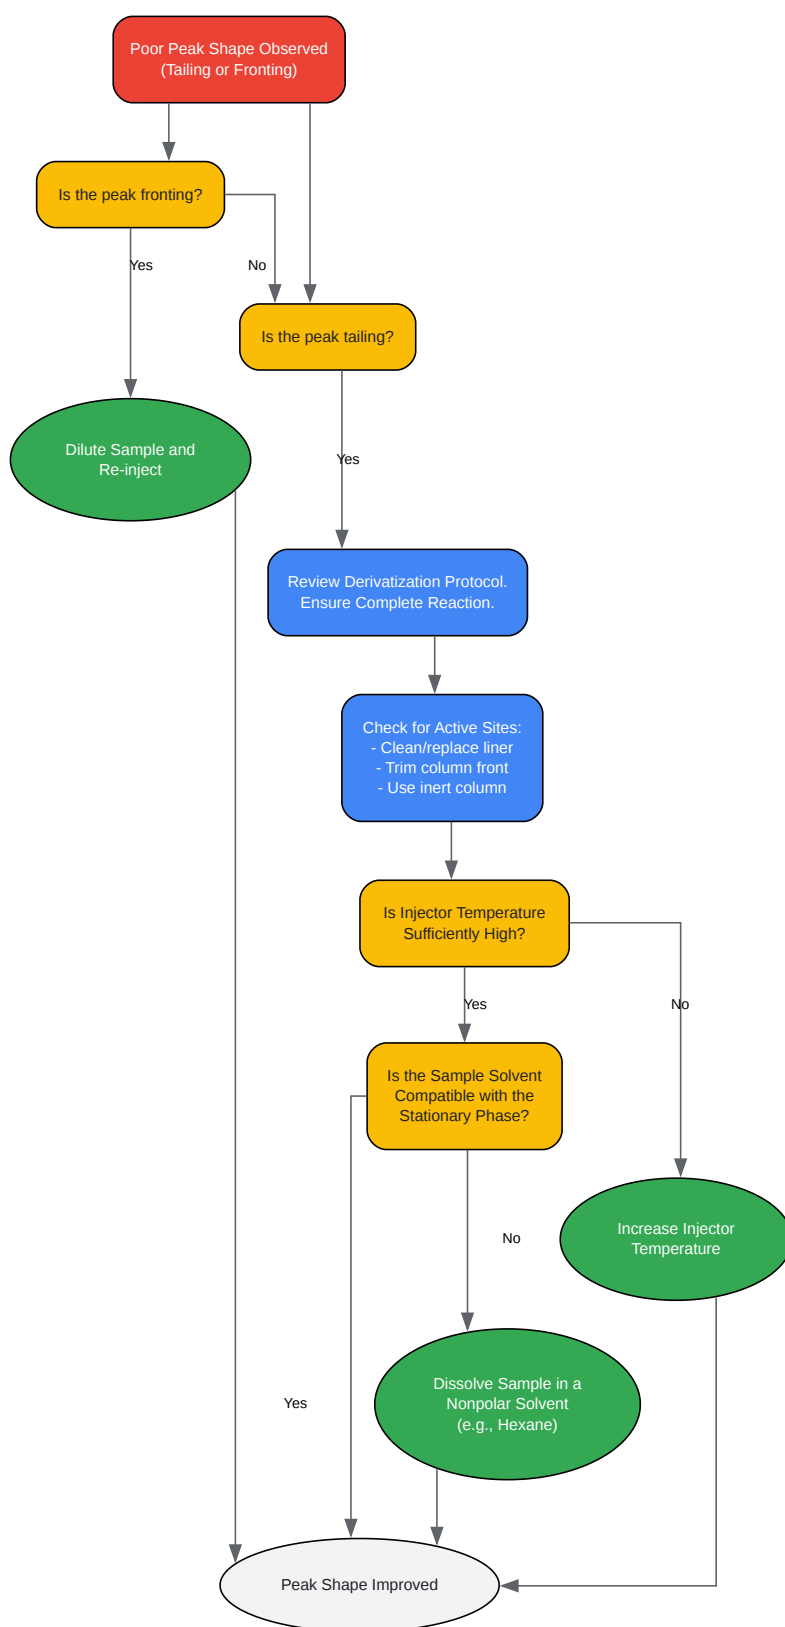 Poor Peak Shape Observed
(Tailing or Fronting)
Is the peak fronting?
Yes
No
Is the peak tailing?
Dilute Sample and
Re-inject
Yes
Review Derivatization Protocol.
Ensure Complete Reaction.
Check for Active Sites:
- Clean/replace liner
- Trim column front
- Use inert column
Is Injector Temperature
Sufficiently High?
Yes
No
Is the Sample Solvent
Compatible with the
Stationary Phase?
No
Increase Injector
Temperature
Yes
Dissolve Sample in a
Nonpolar Solvent
(e.g., Hexane)
Peak Shape Improved